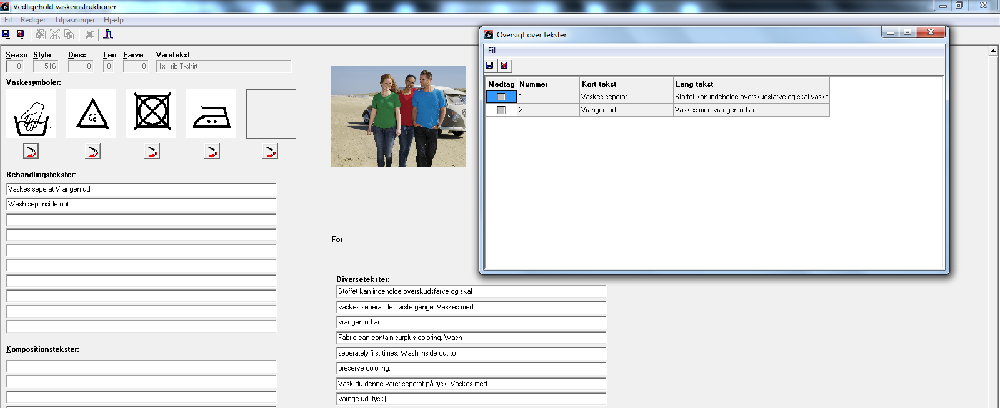 Vedligehold vaskeinstruktioner
Fil Rediger Tilpasninger Hjælp
Seaso Style Dess. Len Farve Varetekst:
0 516 0 0 0 1x1 rib T-shirt
Vaskesymboler:
CB
Behandlingstekster:
Vaskes seperat Vrangen ud
Wash sep Inside out
Kompositionstekster:
For
Diversetekster:
Stoffet kan indeholde overskudsfarve og skal
vaskes seperat de første gange. Vaskes med
vrangen ud ad.
Fabric can contain surplus coloring. Wash
seperately first times. Wash inside out to
preserve coloring.
Vask du denne varer seperat på tysk. Vaskes med
varnge ud (tysk).
Oversigt over tekster
Fil
Medtag Nummer Kort tekst Lang tekst
1 Vaskes seperat Stoffet kan indeholde overskudsfarve og skal vaske
2 Vrangen ud Vaskes med vrangen ud ad.